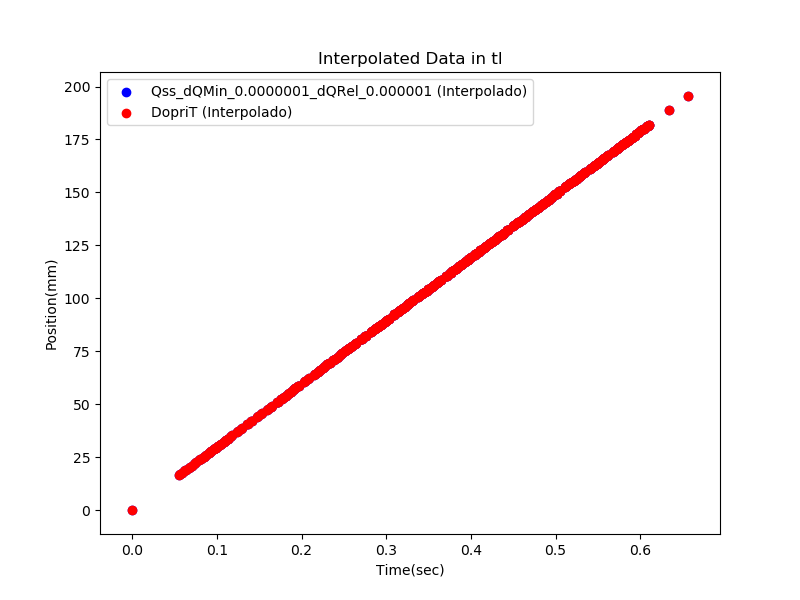 Interpolated Data in tl
Qss_dQMin_0.0000001_dQRel_0.000001 (Interpolado)
DopriT (Interpolado)
200
175
150
125
100
75
50
25
0
Position(mm)
0.0 0.1 0.2 0.3 0.4 0.5 0.6
Time(sec)